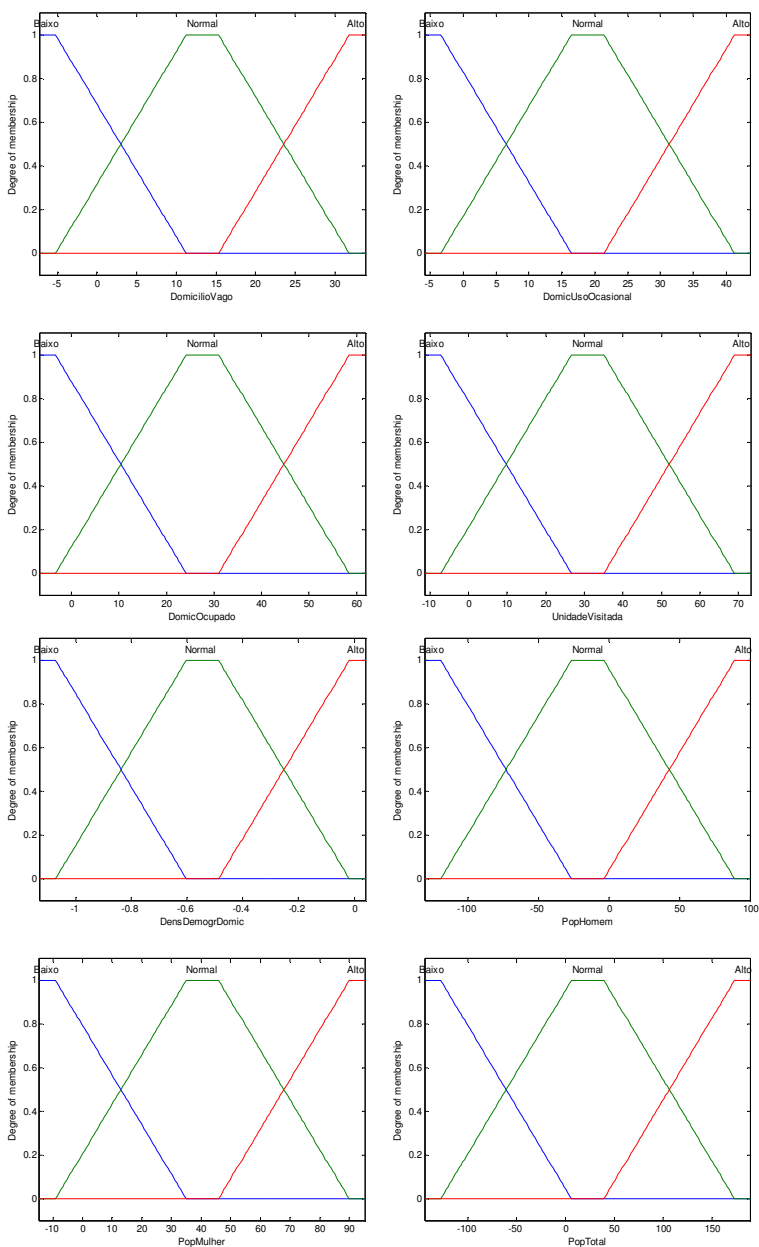 Baixo Normal Alto
1
0.8
0.6
0.4
0.2
0
Degree of membership
-5 0 5 10 15 20 25 30
DomicilioVago
Baixo Normal Alto
1
0.8
0.6
0.4
0.2
0
Degree of membership
-5 0 5 10 15 20 25 30 35 40
DomicUsoOcasional
Baixo Normal Alto
1
0.8
0.6
0.4
0.2
0
Degree of membership
0 10 20 30 40 50 60
DomicOcupado
Baixo Normal Alto
1
0.8
0.6
0.4
0.2
0
Degree of membership
-10 0 10 20 30 40 50 60 70
UnidadeVisitada
Baixo Normal Alto
1
0.8
0.6
0.4
0.2
0
Degree of membership
-1 -0.8 -0.6 -0.4 -0.2 0
DensDemogrDomic
Baixo Normal Alto
1
0.8
0.6
0.4
0.2
0
Degree of membership
-100 -50 0 50 100
PopHomem
Baixo Normal Alto
1
0.8
0.6
0.4
0.2
0
Degree of membership
-10 0 10 20 30 40 50 60 70 80 90
PopMulher
Baixo Normal Alto
1
0.8
0.6
0.4
0.2
0
Degree of membership
-100 -50 0 50 100 150
PopTotal